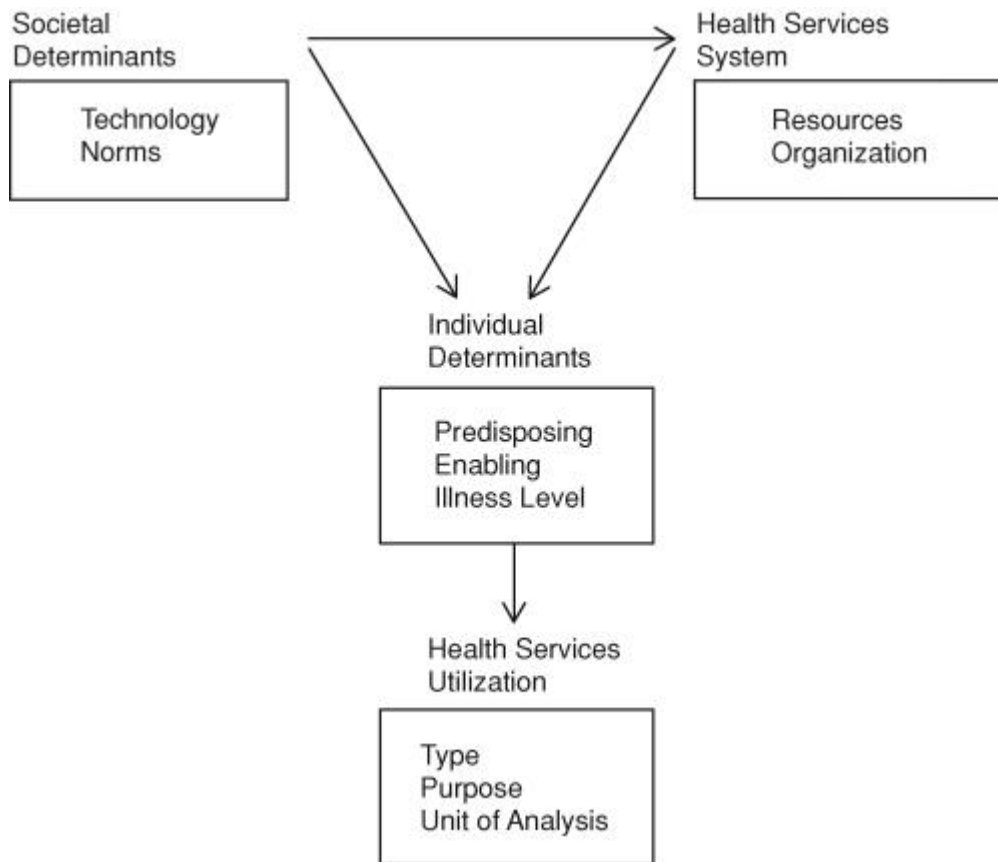 Societal
Determinants
Technology
Norms
Health Services
System
Resources
Organization
Individual
Determinants
Predisposing
Enabling
Illness Level
Health Services
Utilization
Type
Purpose
Unit of Analysis